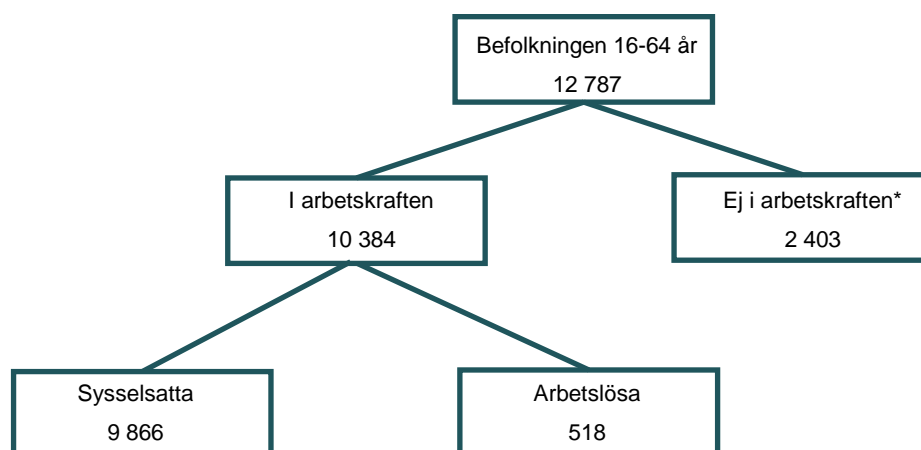 Befolkningen 16-64 år
12 787
I arbetskraften
10 384
Ej i arbetskraften*
2 403
Sysselsatta
9 866
Arbetslösa
518